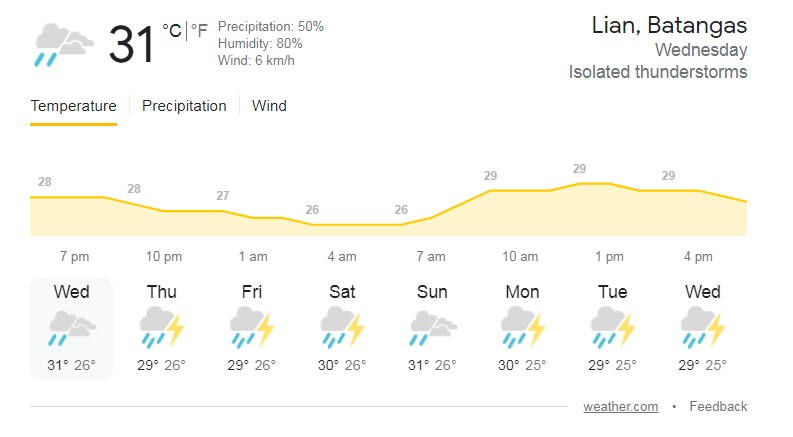 31 °C | °F
Precipitation: 50%
Humidity: 80%
Wind: 6 km/h
Lian, Batangas
Wednesday
Isolated thunderstorms
Temperature Precipitation Wind
28 28 27 26 26 29 29 29
7 pm 10 pm 1 am 4 am 7 am 10 am 1 pm 4 pm
Wed Thu Fri Sat Sun Mon Tue Wed
31° 26° 29° 26° 29° 26° 30° 26° 31° 26° 30° 25° 29° 25° 29° 25°
weather.com • Feedback